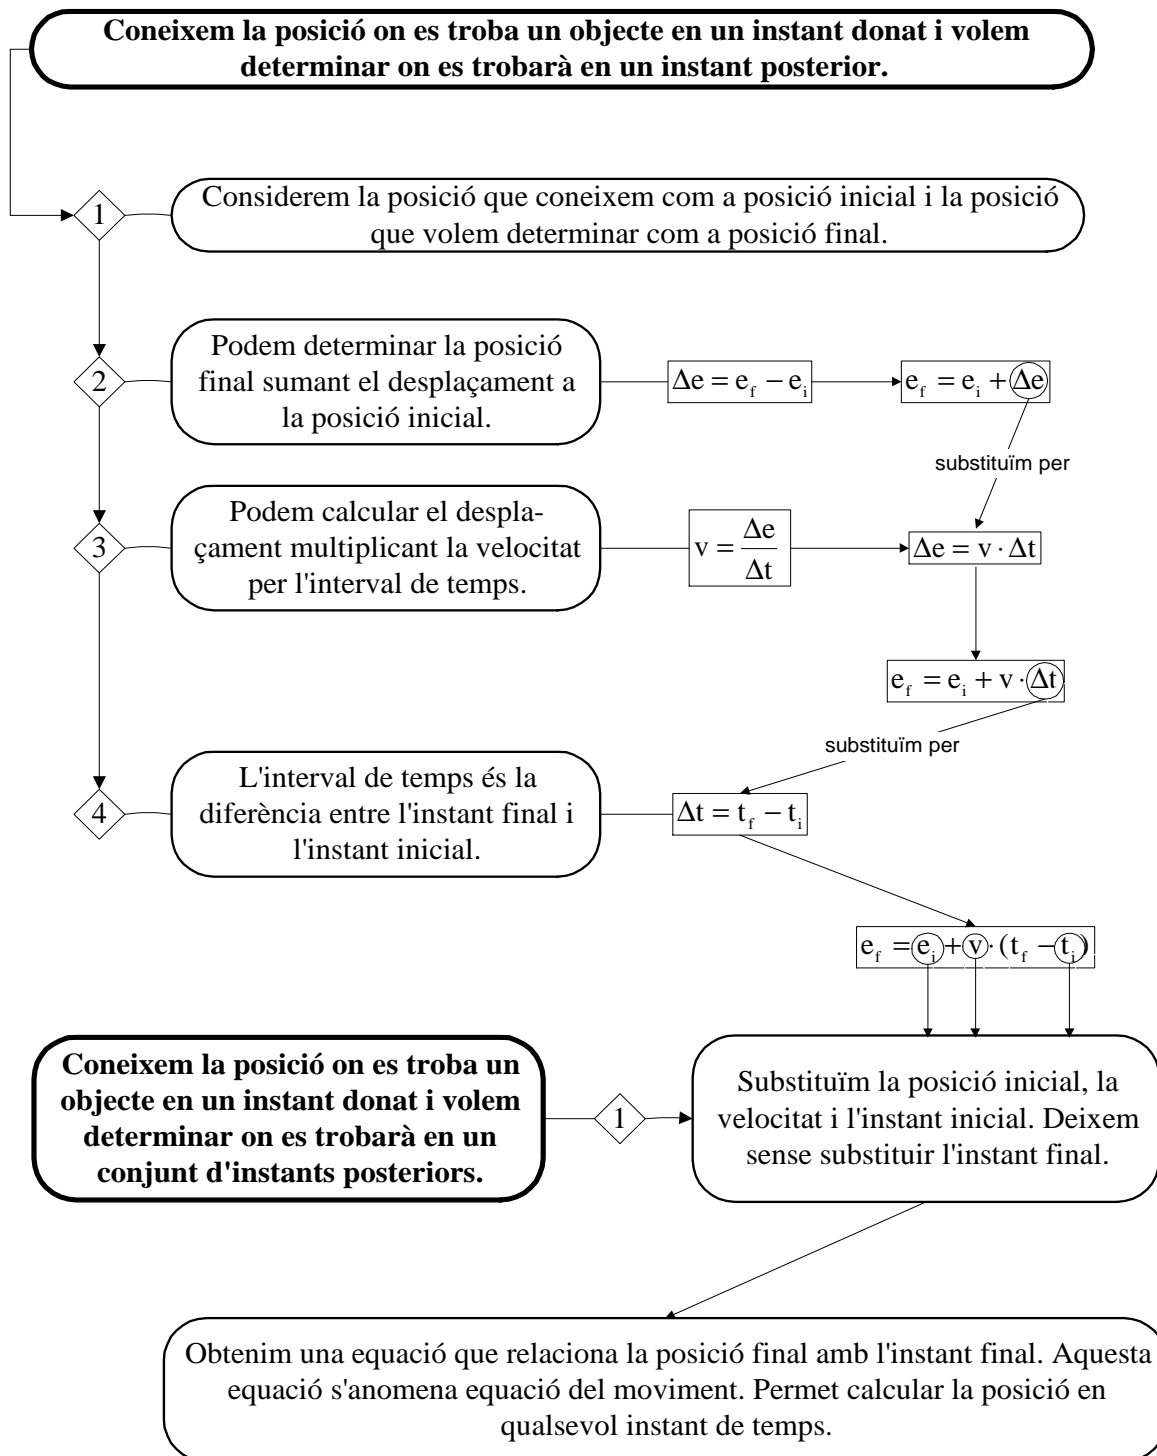 Coneixem la posició on es troba un objecte en un instant donat i volem
determinar on es trobarà en un instant posterior.
1
Considerem la posició que coneixem com a posició inicial i la posició
que volem determinar com a posició final.
2
Podem determinar la posició
final sumant el desplaçament a
la posició inicial.
Δe = e_f − e_i
e_f = e_i + Δe
substituïm per
3
Podem calcular el despla-
çament multiplicant la velocitat
per l'interval de temps.
v = Δe/Δt
Δe = v · Δt
e_f = e_i + v · Δt
substituïm per
4
L'interval de temps és la
diferència entre l'instant final i
l'instant inicial.
Δt = t_f − t_i
e_f = e_i + v · (t_f − t_i)
Coneixem la posició on es troba un
objecte en un instant donat i volem
determinar on es trobarà en un
conjunt d'instants posteriors.
1
Substituïm la posició inicial, la
velocitat i l'instant inicial. Deixem
sense substituir l'instant final.
Obtenim una equació que relaciona la posició final amb l'instant final. Aquesta
equació s'anomena equació del moviment. Permet calcular la posició en
qualsevol instant de temps.